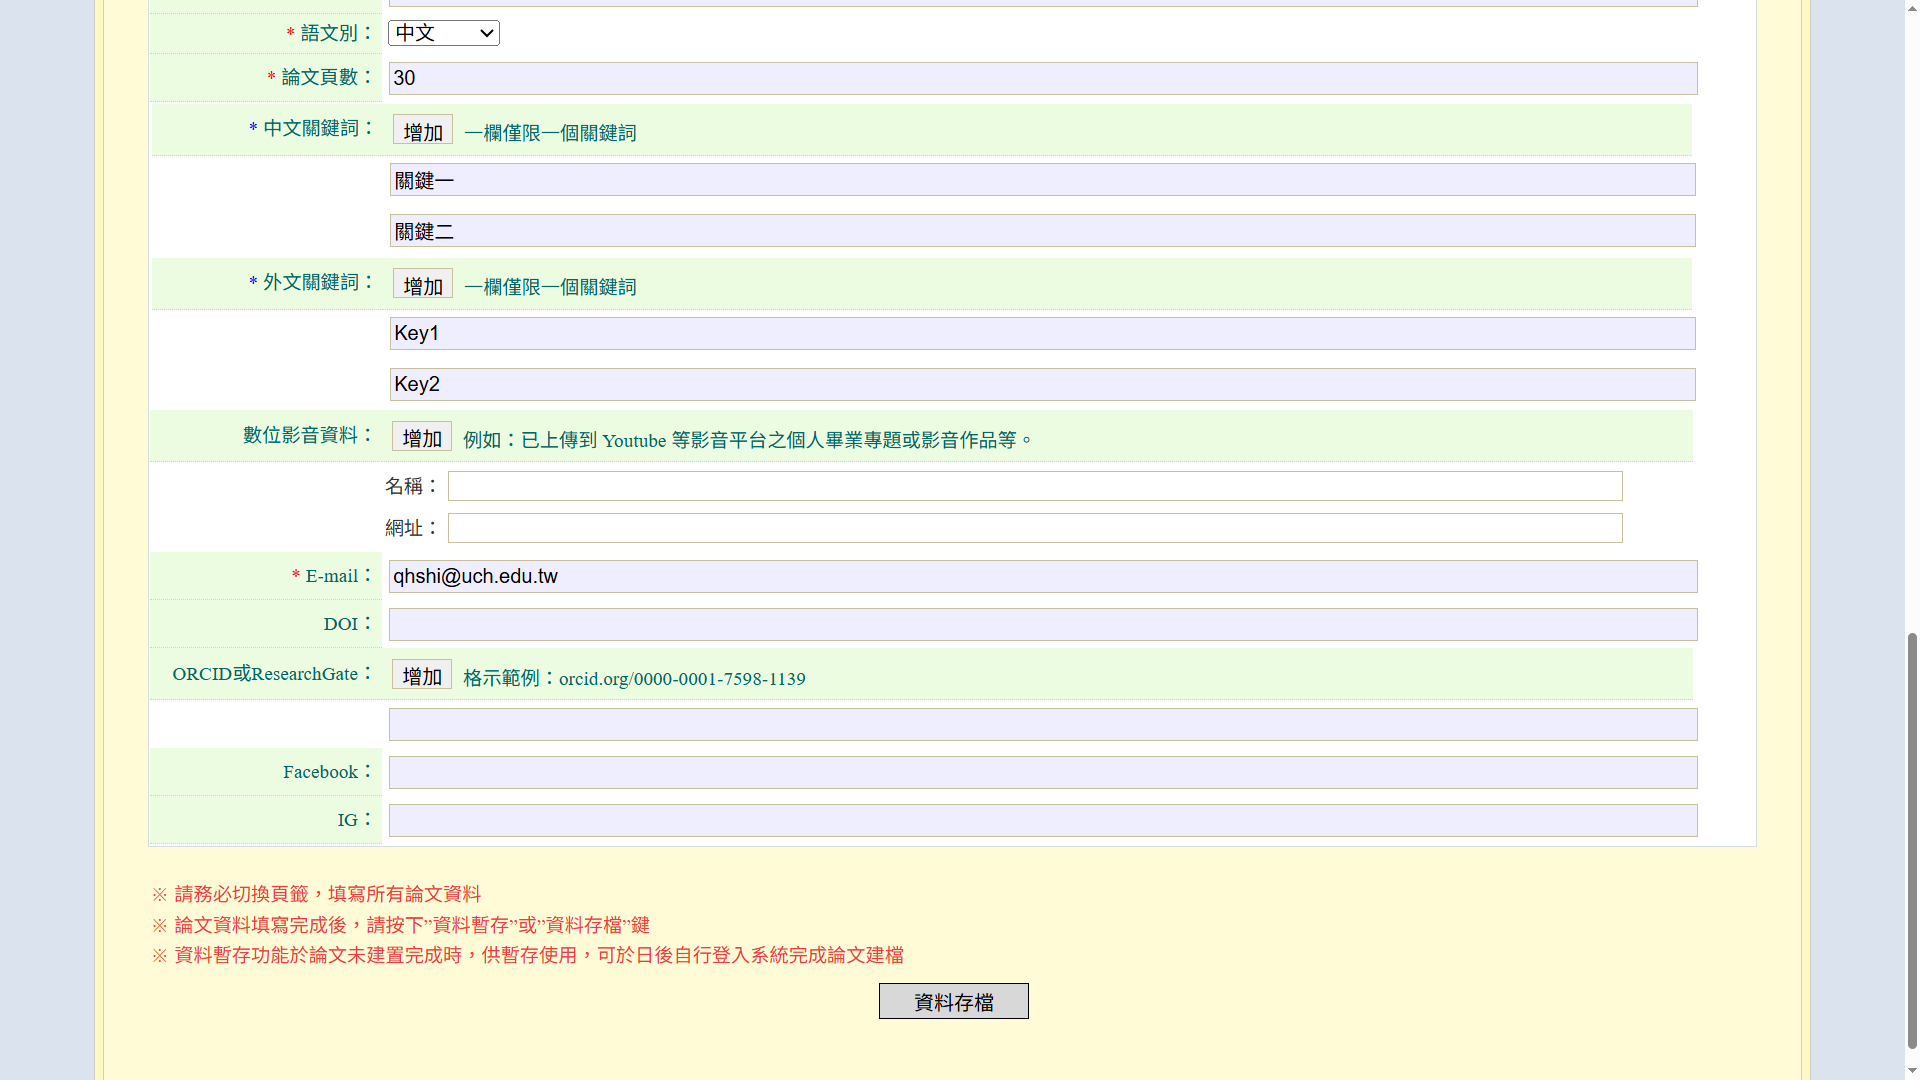 * 語文別： 中文
* 論文頁數： 30
* 中文關鍵詞： 增加 一欄僅限一個關鍵詞
關鍵一
關鍵二
* 外文關鍵詞： 增加 一欄僅限一個關鍵詞
Key1
Key2
數位影音資料： 增加 例如：已上傳到 Youtube 等影音平台之個人畢業專題或影音作品等。
名稱：
網址：
* E-mail： qhshi@uch.edu.tw
DOI：
ORCID或ResearchGate： 增加 格示範例：orcid.org/0000-0001-7598-1139
Facebook：
IG：
※ 請務必切換頁籤，填寫所有論文資料
※ 論文資料填寫完成後，請按下”資料暫存”或”資料存檔”鍵
※ 資料暫存功能於論文未建置完成時，供暫存使用，可於日後自行登入系統完成論文建檔
資料存檔